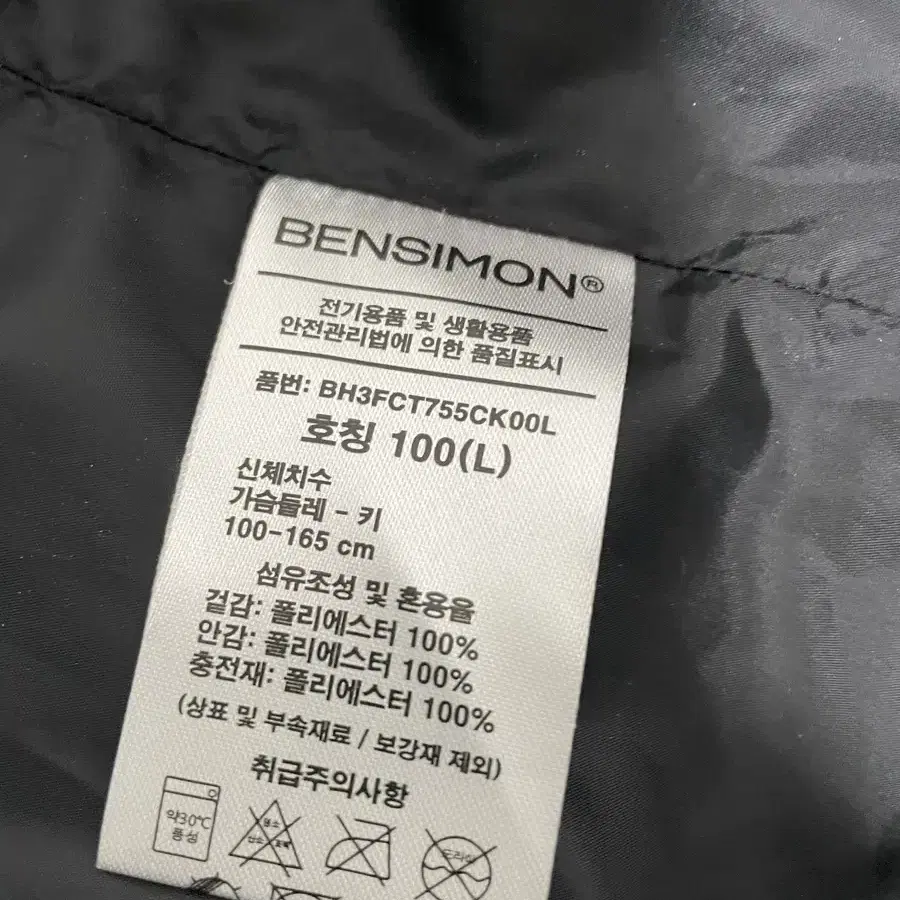 BENSIMON®
전기용품 및 생활용품
안전관리법에 의한 품질표시
품번: BH3FCT755CK00L
호칭 100(L)
신체치수
가슴둘레 - 키
100-165 cm
섬유조성 및 혼용율
겉감: 폴리에스터 100%
안감: 폴리에스터 100%
충전재: 폴리에스터 100%
(상표 및 부속재료 / 보강재 제외)
취급주의사항
약30℃
중성